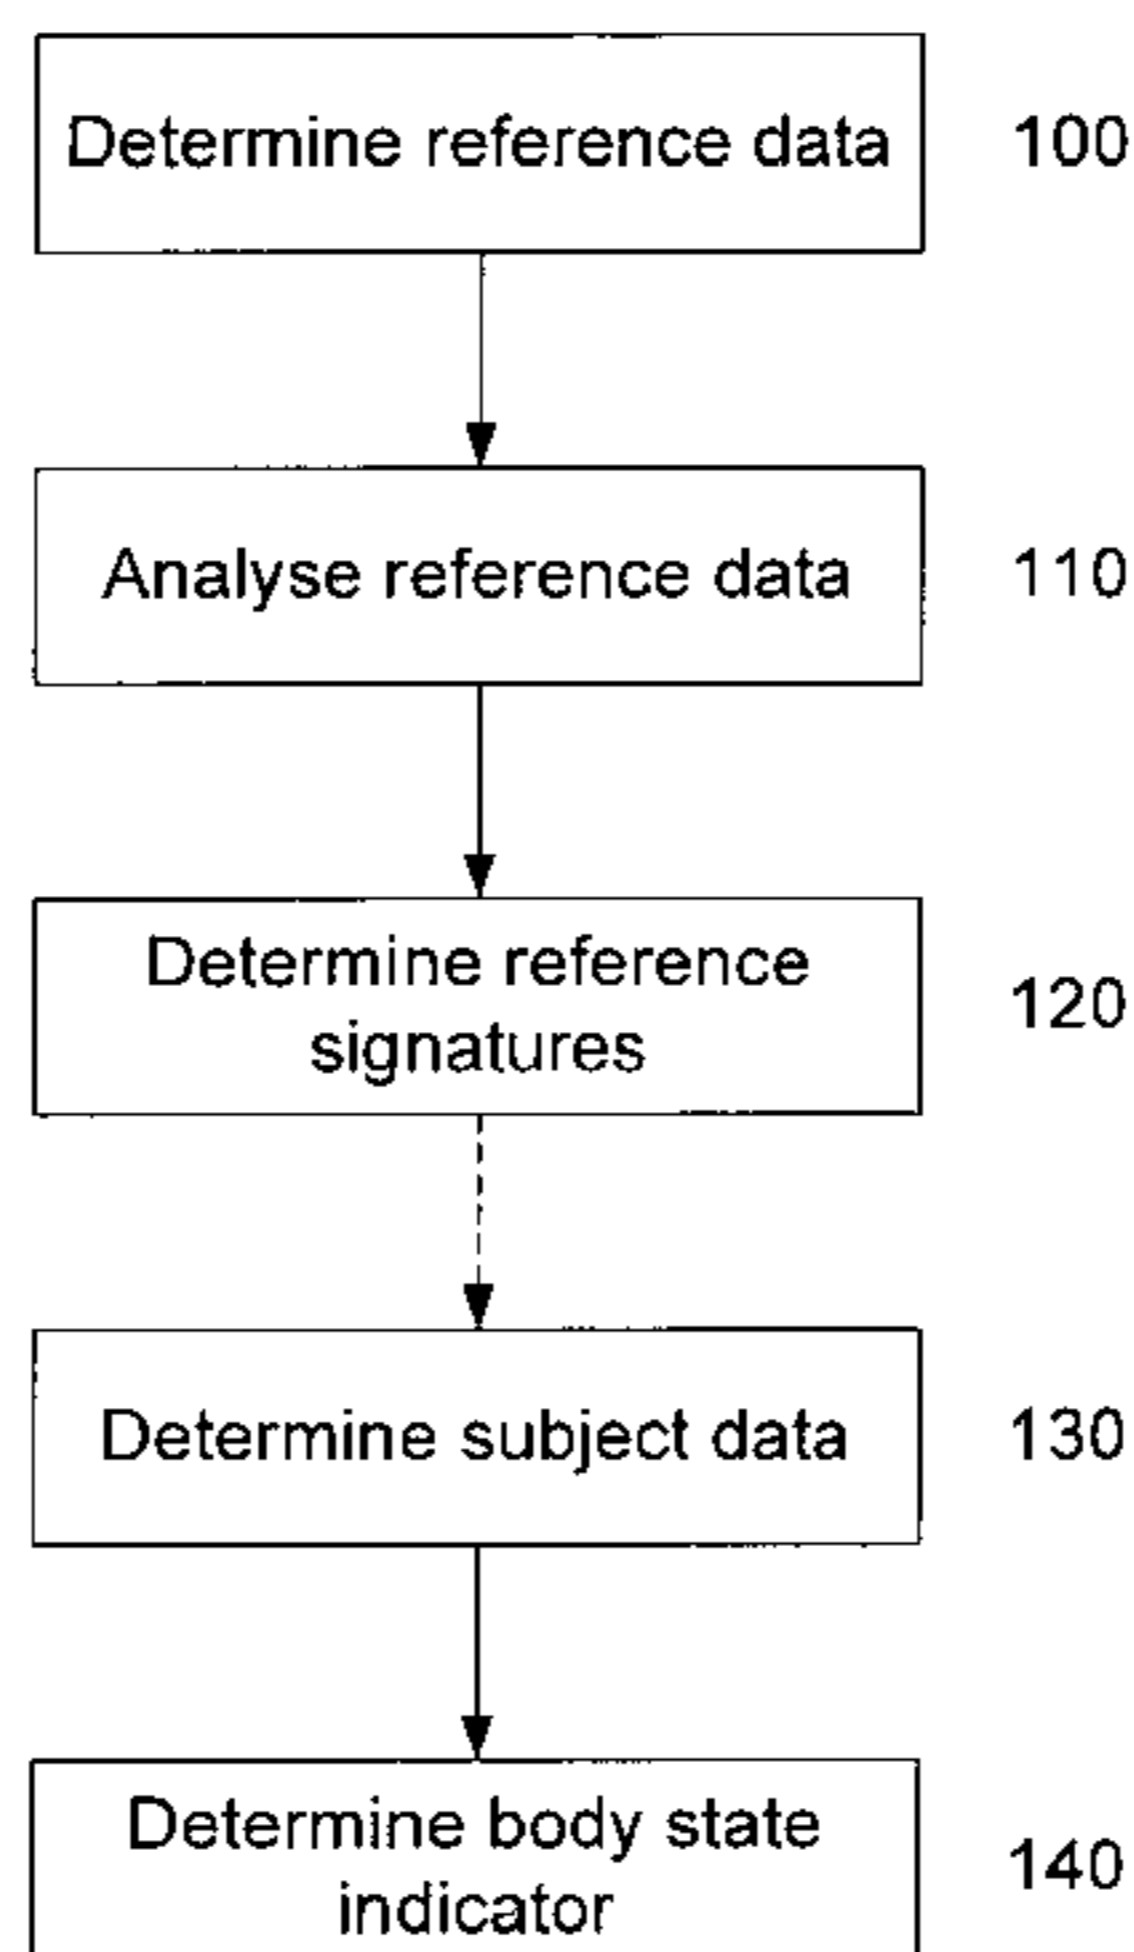 Determine reference data 100
Analyse reference data 110
Determine reference
signatures
120
Determine subject data 130
Determine body state
indicator
140